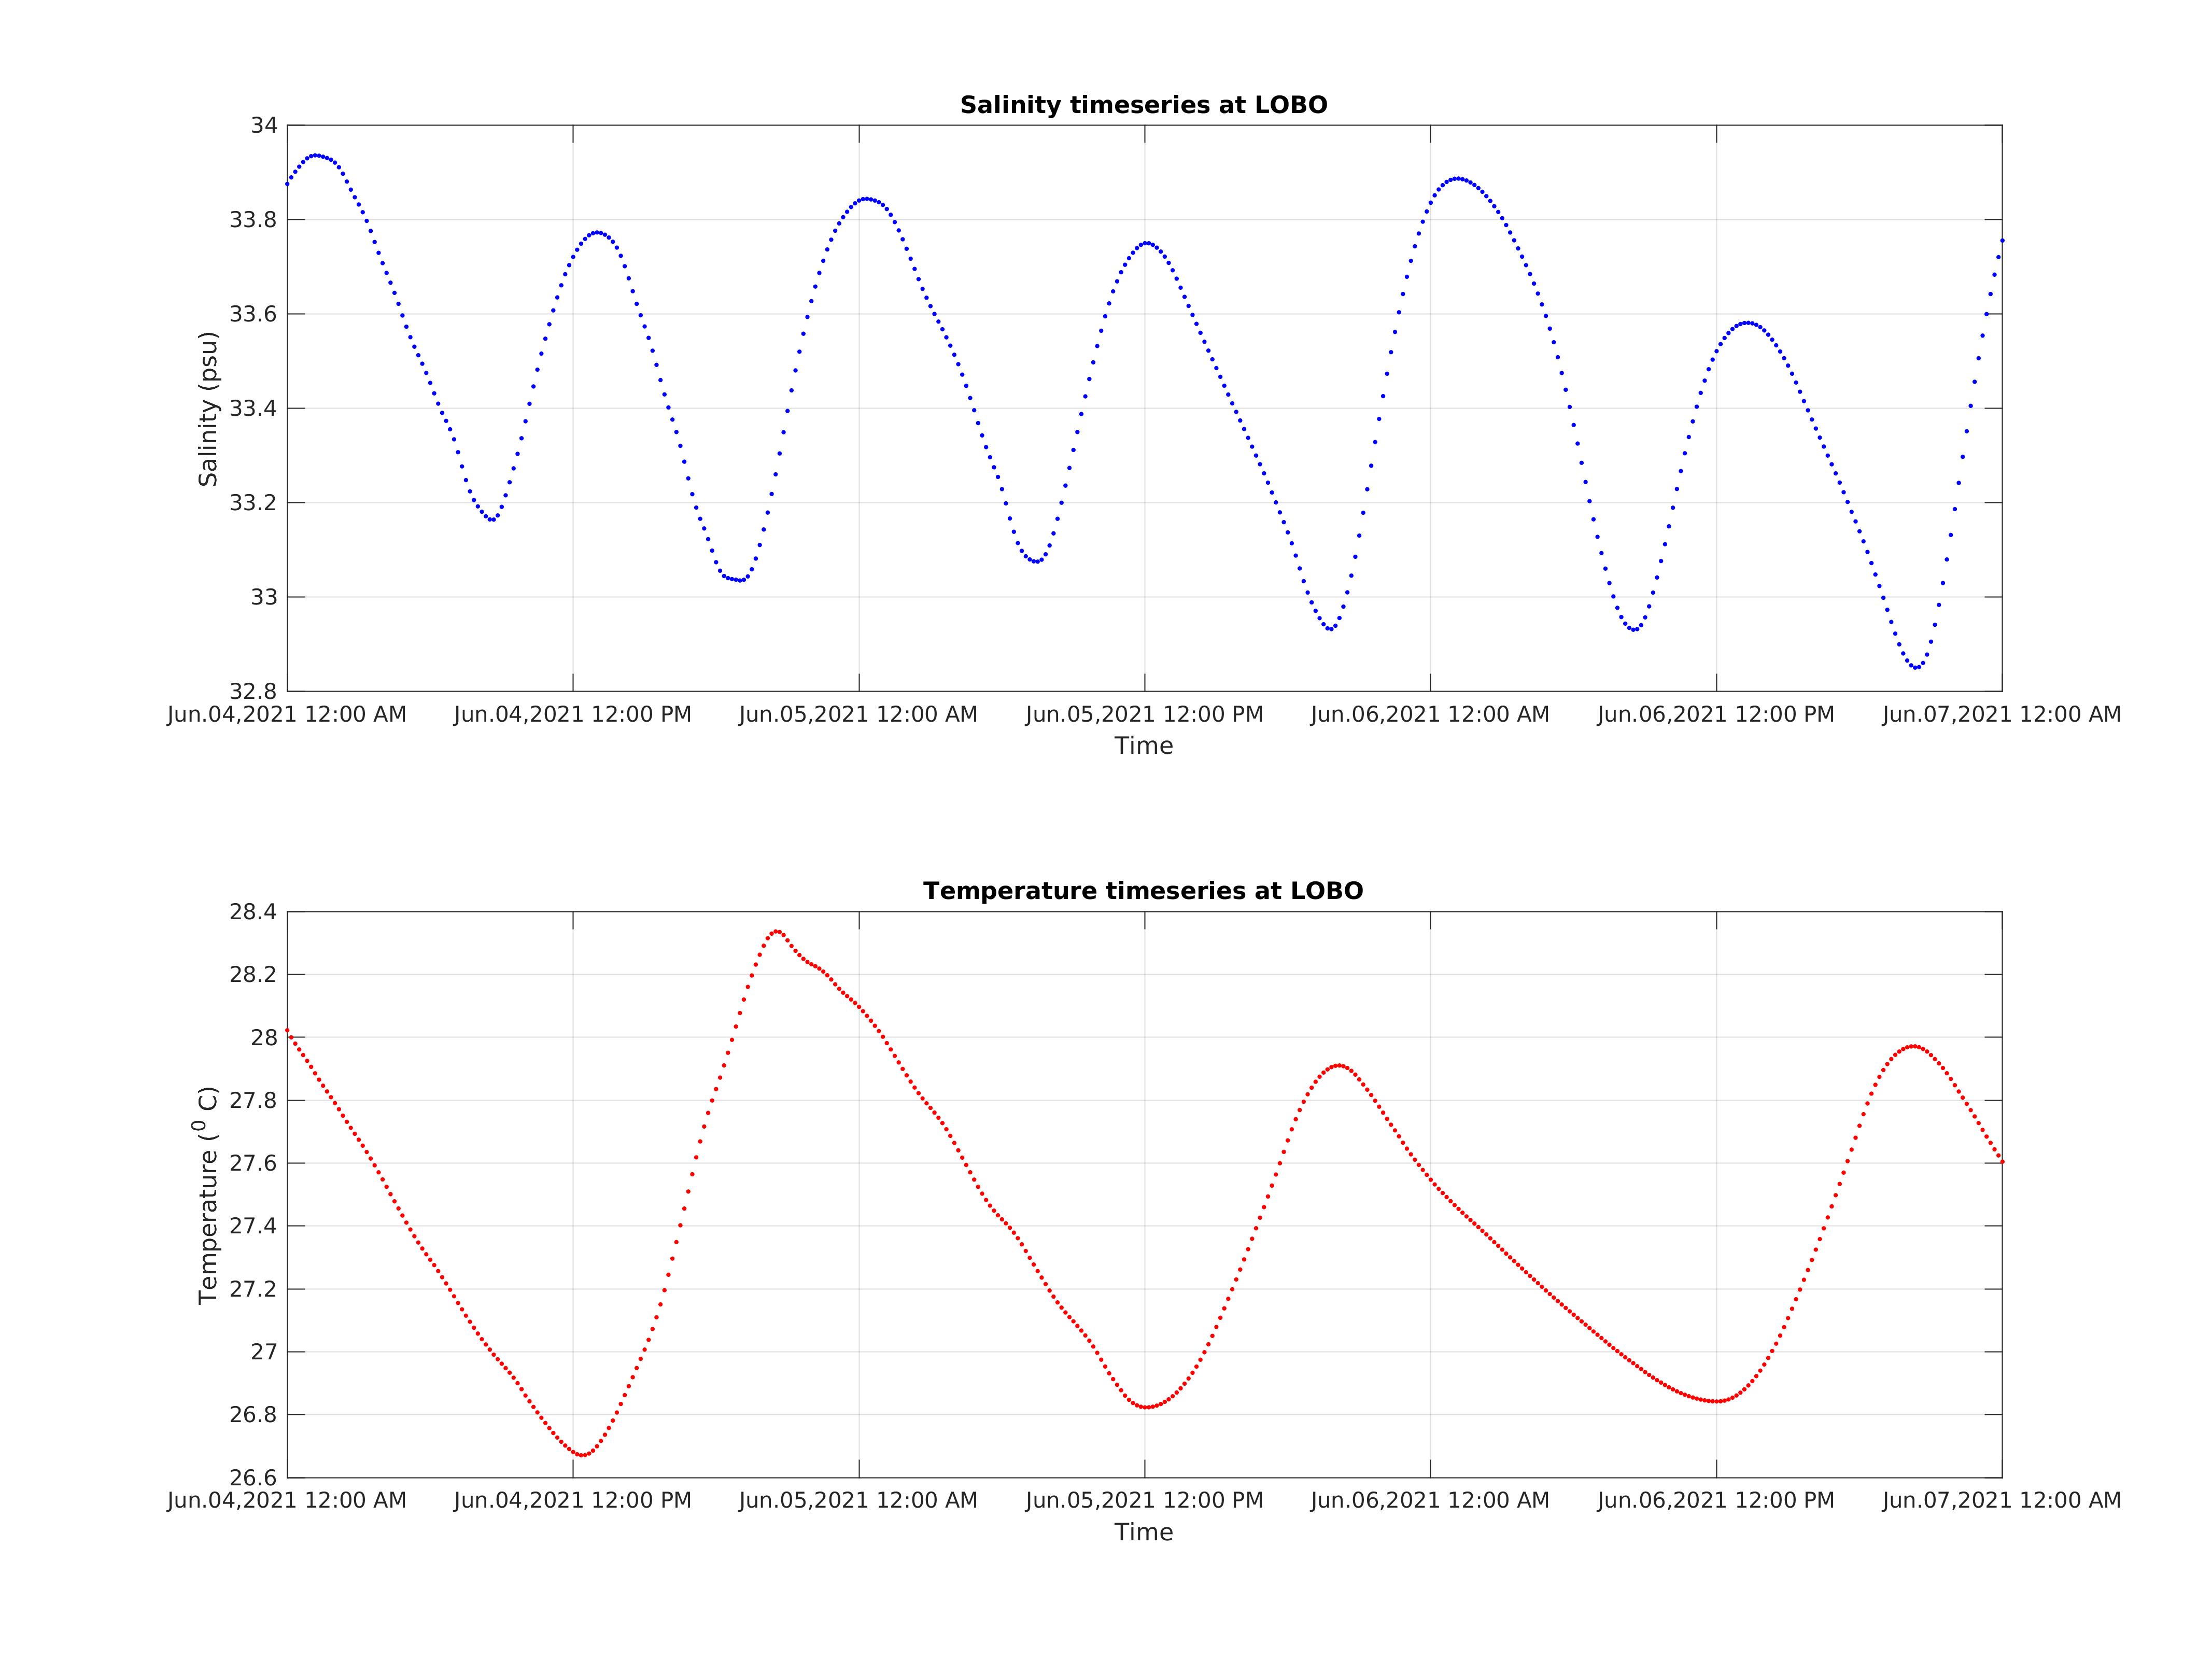 Salinity timeseries at LOBO
34
33.8
33.6
33.4
33.2
33
32.8
Salinity (psu)
Jun.04,2021 12:00 AM Jun.04,2021 12:00 PM Jun.05,2021 12:00 AM Jun.05,2021 12:00 PM Jun.06,2021 12:00 AM Jun.06,2021 12:00 PM Jun.07,2021 12:00 AM
Time
Temperature timeseries at LOBO
28.4
28.2
28
27.8
27.6
27.4
27.2
27
26.8
26.6
Temperature (⁰ C)
Jun.04,2021 12:00 AM Jun.04,2021 12:00 PM Jun.05,2021 12:00 AM Jun.05,2021 12:00 PM Jun.06,2021 12:00 AM Jun.06,2021 12:00 PM Jun.07,2021 12:00 AM
Time